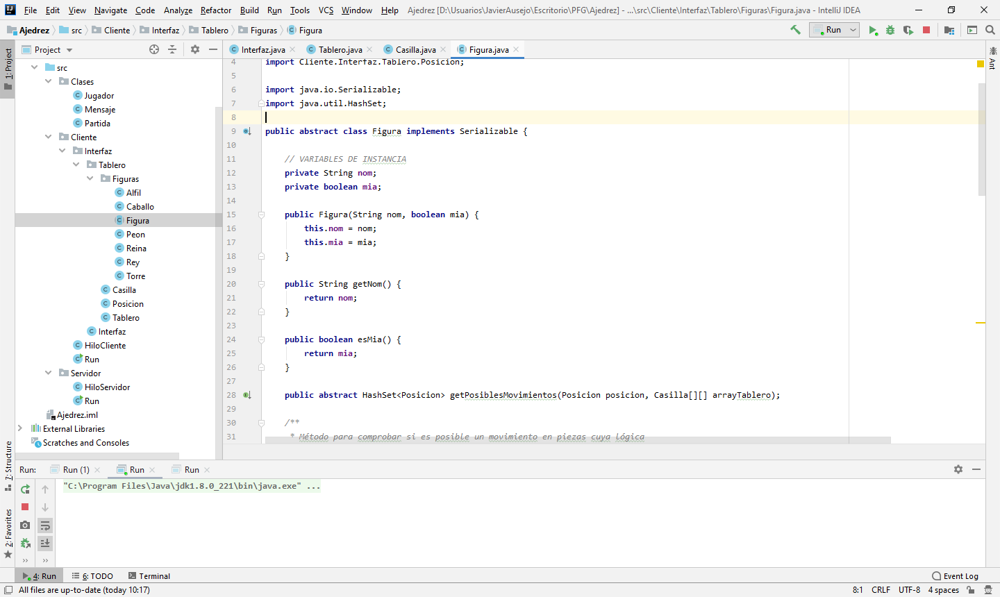 File Edit View Navigate Code Analyze Refactor Build Run Tools VCS Window Help Ajedrez [D:\Usuarios\JavierAusejo\Escritorio\PFG\Ajedrez] - ...\src\Cliente\Interfaz\Tablero\Figuras\Figura.java - IntelliJ IDEA
Ajedrez src Cliente Interfaz Tablero Figuras Figura Run
1: Project
7: Structure
2: Favorites
Project
src
Clases
Jugador
Mensaje
Partida
Cliente
Interfaz
Tablero
Figuras
Alfil
Caballo
Figura
Peon
Reina
Rey
Torre
Casilla
Posicion
Tablero
Interfaz
HiloCliente
Run
Servidor
HiloServidor
Run
Ajedrez.iml
External Libraries
Scratches and Consoles
Interfaz.java Tablero.java Casilla.java Figura.java
4 import Cliente.Interfaz.Tablero.Posicion;
5
6 import java.io.Serializable;
7 import java.util.HashSet;
8
9 public abstract class Figura implements Serializable {
10
11 // VARIABLES DE INSTANCIA
12 private String nom;
13 private boolean mia;
14
15 public Figura(String nom, boolean mia) {
16 this.nom = nom;
17 this.mia = mia;
18 }
19
20 public String getNom() {
21 return nom;
22 }
23
24 public boolean esMia() {
25 return mia;
26 }
27
28 public abstract HashSet<Posicion> getPosiblesMovimientos(Posicion posicion, Casilla[][] arrayTablero);
29
30 /**
31 * Método para comprobar si es posible un movimiento en piezas cuya lógica
Ant
Run: Run (1) Run Run
"C:\Program Files\Java\jdk1.8.0_221\bin\java.exe" ...
4: Run 6: TODO Terminal Event Log
All files are up-to-date (today 10:17) 8:1 CRLF UTF-8 4 spaces